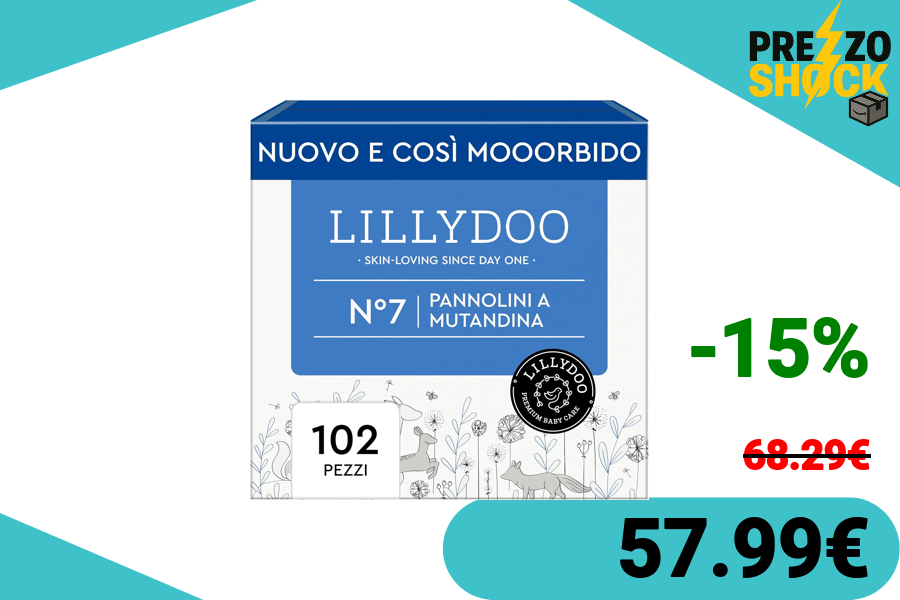 PREZZO
SHOCK
NUOVO E COSÌ MOOORBIDO
LILLYDOO
· SKIN-LOVING SINCE DAY ONE ·
Nº7 | PANNOLINI A
MUTANDINA
LILLYDOO
PREMIUM BABY CARE
102
PEZZI
-15%
68.29€
57.99€